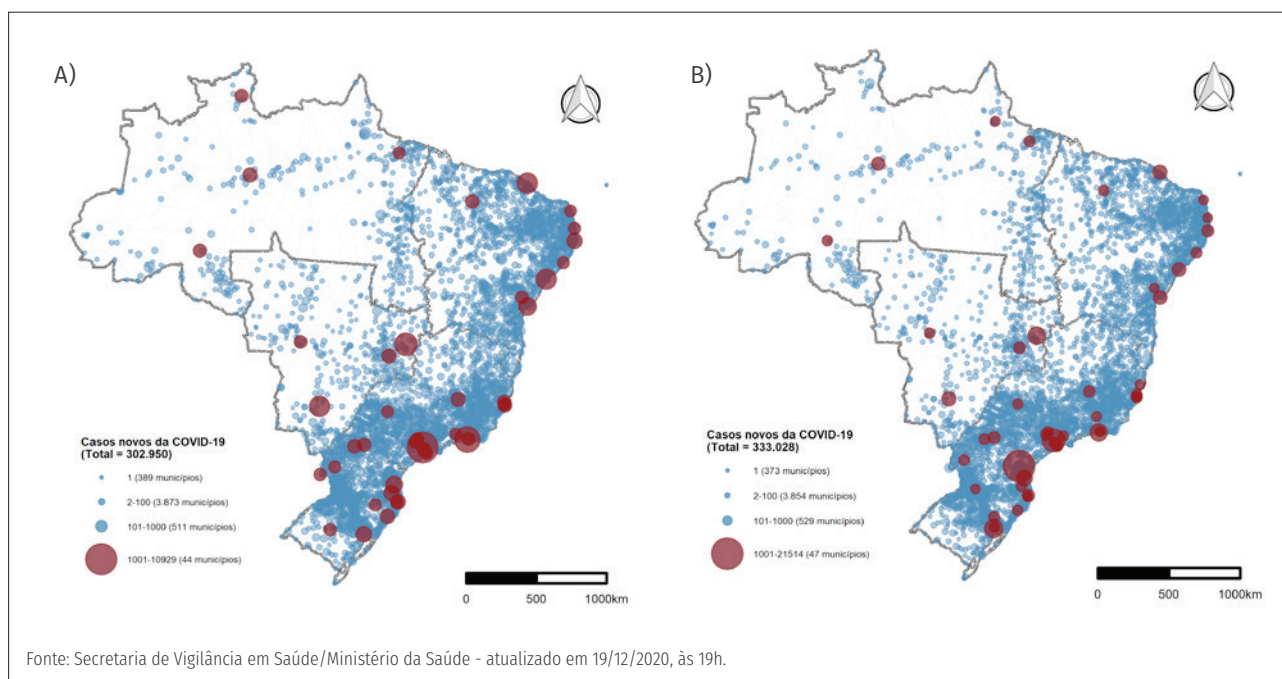 A)
Casos novos da COVID-19
(Total = 302.950)
1 (389 municípios)
2-100 (3.873 municípios)
101-1000 (511 municípios)
1001-10929 (44 municípios)
0 500 1000km
B)
Casos novos da COVID-19
(Total = 333.028)
1 (373 municípios)
2-100 (3.854 municípios)
101-1000 (529 municípios)
1001-21514 (47 municípios)
0 500 1000km
Fonte: Secretaria de Vigilância em Saúde/Ministério da Saúde - atualizado em 19/12/2020, às 19h.